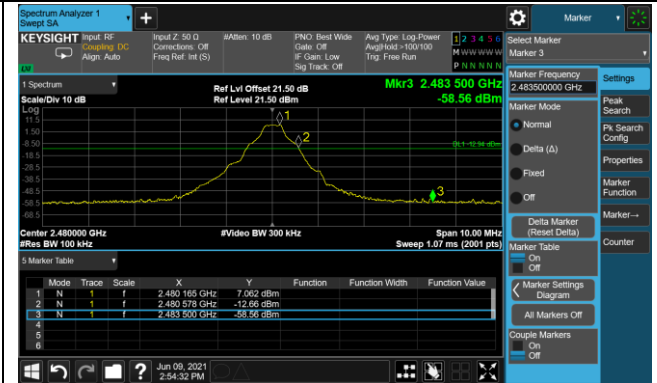 Spectrum Analyzer 1
Swept SA
Marker
KEYSIGHT
Input: RF
Coupling: DC
Align: Auto
Input Z: 50 Ω
Corrections: Off
Freq Ref: Int (S)
#Atten: 10 dB
PNO: Best Wide
Gate: Off
IF Gain: Low
Sig Track: Off
Avg Type: Log-Power
Avg|Hold:>100/100
Trig: Free Run
1 2 3 4 5 6
M W W W W W
P N N N N N
LU
Select Marker
Marker 3
1 Spectrum
Scale/Div 10 dB
Ref Lvl Offset 21.50 dB
Ref Level 21.50 dBm
Mkr3 2.483 500 GHz
-58.56 dBm
Log
11.5
1.50
-8.50
-18.5
-28.5
-38.5
-48.5
-58.5
-68.5
1
2
3
DL1 -12.94 dBm
Center 2.480000 GHz
#Res BW 100 kHz
#Video BW 300 kHz
Span 10.00 MHz
Sweep 1.07 ms (2001 pts)
5 Marker Table
Mode Trace Scale X Y Function Function Width Function Value
1 N 1 f 2.480 165 GHz 7.062 dBm
2 N 1 f 2.480 578 GHz -12.66 dBm
3 N 1 f 2.483 500 GHz -58.56 dBm
4
5
6
Marker Frequency
2.483500000 GHz
Marker Mode
Normal
Delta (Δ)
Fixed
Off
Delta Marker
(Reset Delta)
Marker Table
On
Off
Marker Settings
Diagram
All Markers Off
Couple Markers
On
Off
Settings
Peak
Search
Pk Search
Config
Properties
Marker
Function
Marker→
Counter
Jun 09, 2021
2:54:32 PM